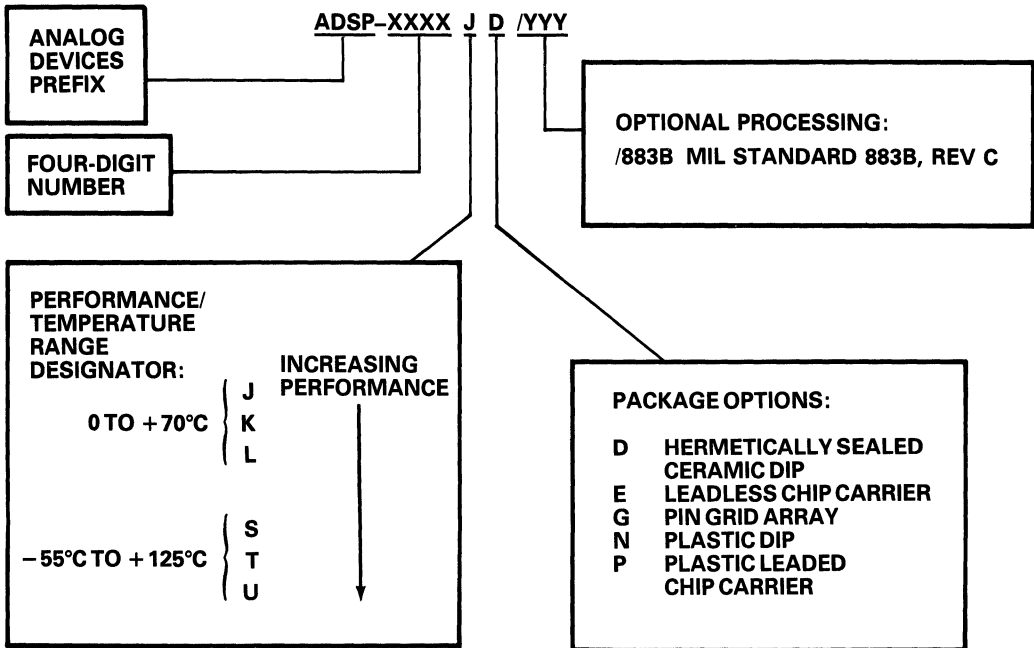 ADSP-XXXX J D /YYY
ANALOG
DEVICES
PREFIX
FOUR-DIGIT
NUMBER
OPTIONAL PROCESSING:
/883B MIL STANDARD 883B, REV C
PERFORMANCE/
TEMPERATURE
RANGE
DESIGNATOR:
INCREASING
PERFORMANCE
J
0 TO +70°C K
L
S
−55°C TO +125°C T
U
PACKAGE OPTIONS:
D HERMETICALLY SEALED
CERAMIC DIP
E LEADLESS CHIP CARRIER
G PIN GRID ARRAY
N PLASTIC DIP
P PLASTIC LEADED
CHIP CARRIER